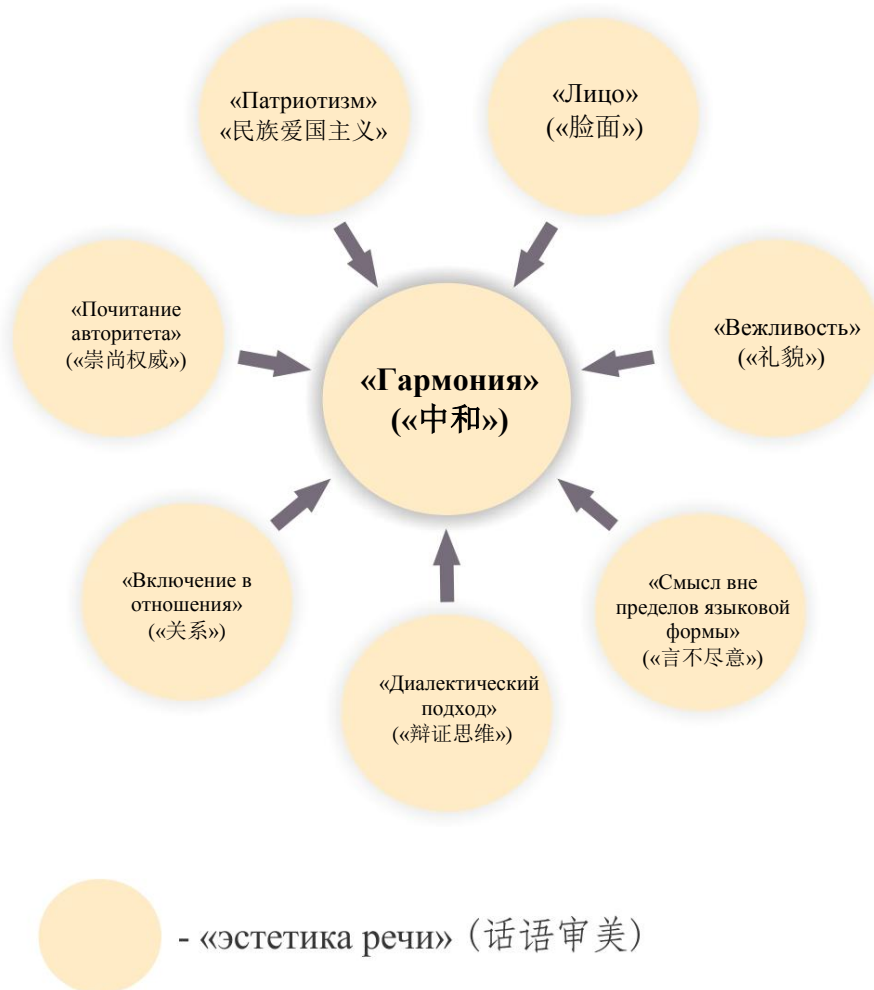 «Патриотизм»
«民族爱国主义»
«Лицо»
(«脸面»)
«Почитание
авторитета»
(«崇尚权威»)
«Вежливость»
(«礼貌»)
«Гармония»
(«中和»)
«Включение в
отношения»
(«关系»)
«Смысл вне
пределов языковой
формы»
(«言不尽意»)
«Диалектический
подход»
(«辩证思维»)
- «эстетика речи» (话语审美)